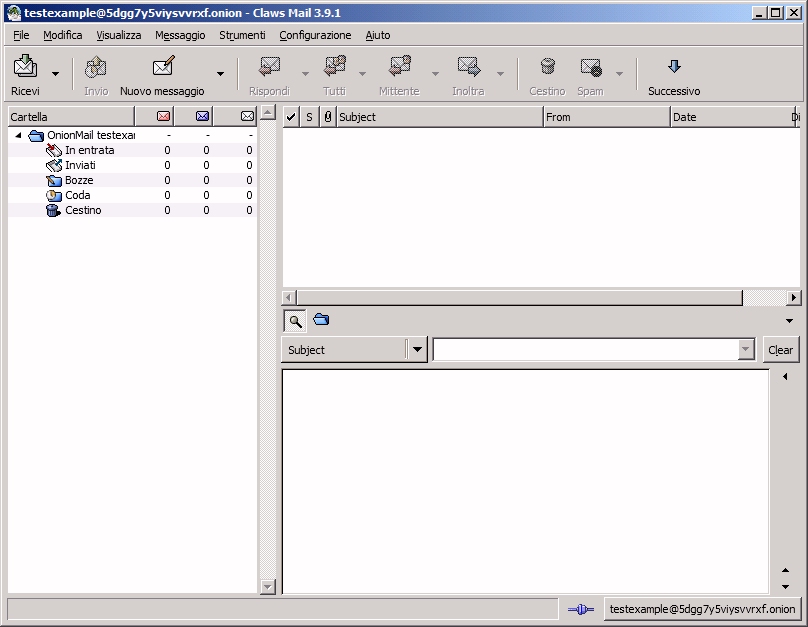 testexample@5dgg7y5viysvvrxf.onion - Claws Mail 3.9.1
File Modifica Visualizza Messaggio Strumenti Configurazione Aiuto
Ricevi Invio Nuovo messaggio Rispondi Tutti Mittente Inoltra Cestino Spam Successivo
Cartella S Subject From Date Di
OnionMail testexar - - -
In entrata 0 0 0
Inviati 0 0 0
Bozze 0 0 0
Coda 0 0 0
Cestino 0 0 0
Subject Clear
testexample@5dgg7y5viysvvrxf.onion